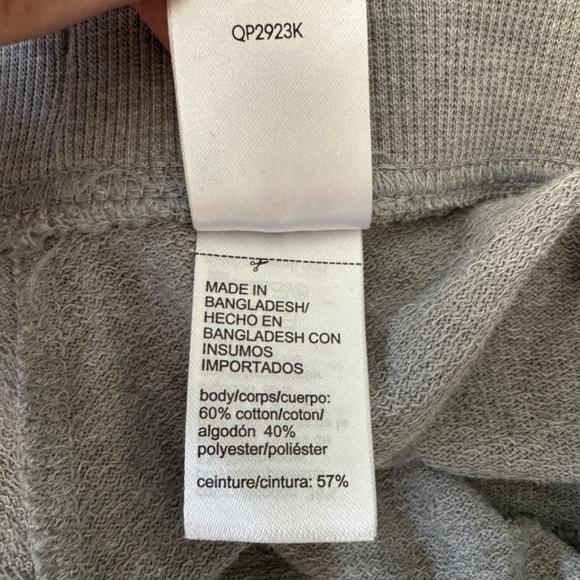 QP2923K
MADE IN
BANGLADESH/
HECHO EN
BANGLADESH CON
INSUMOS
IMPORTADOS
body/corps/cuerpo:
60% cotton/coton/
algodón 40%
polyester/poliéster
ceinture/cintura: 57%